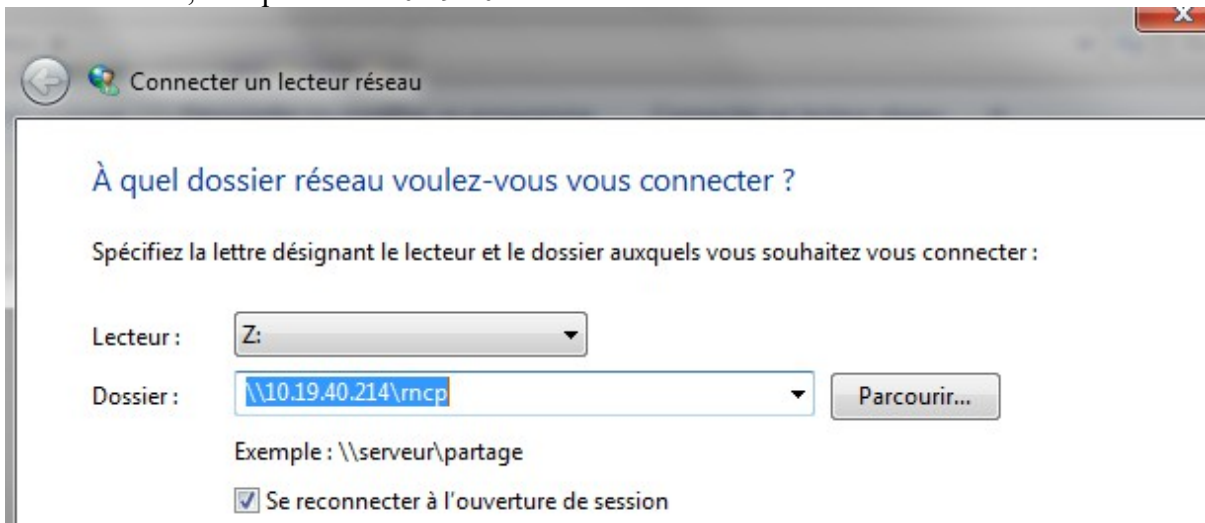 Connecter un lecteur réseau
À quel dossier réseau voulez-vous vous connecter ?
Spécifiez la lettre désignant le lecteur et le dossier auxquels vous souhaitez vous connecter :
Lecteur : Z:
Dossier : \\10.19.40.214\rncp Parcourir...
Exemple : \\serveur\partage
Se reconnecter à l'ouverture de session